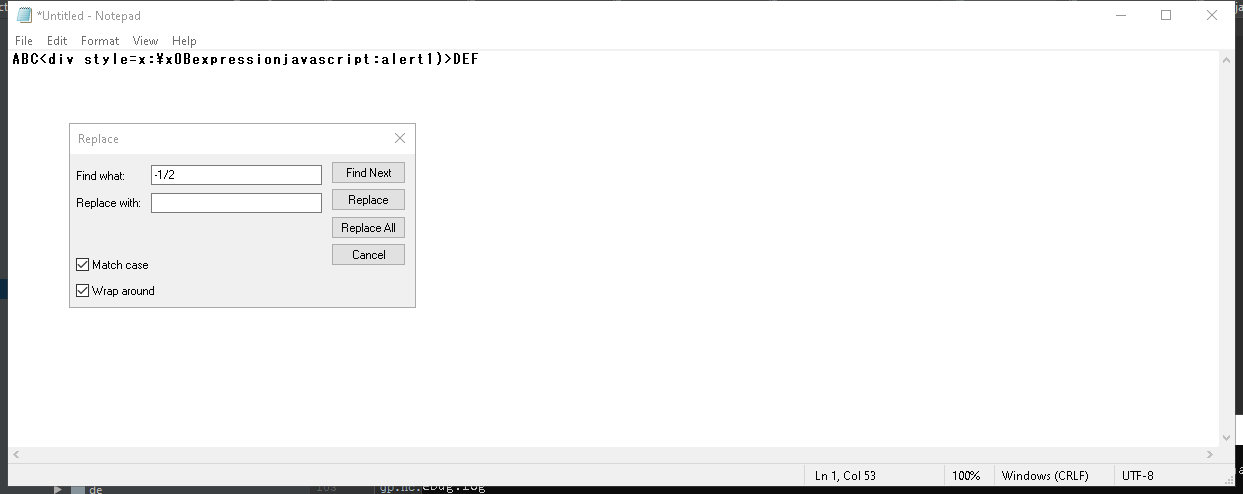 *Untitled - Notepad
File Edit Format View Help
ABC<div style=x:¥x0Bexpressionjavascript:alert1)>DEF
Replace
Find what: -1/2 Find Next
Replace with: Replace
Replace All
Cancel
Match case
Wrap around
Ln 1, Col 53 100% Windows (CRLF) UTF-8
de